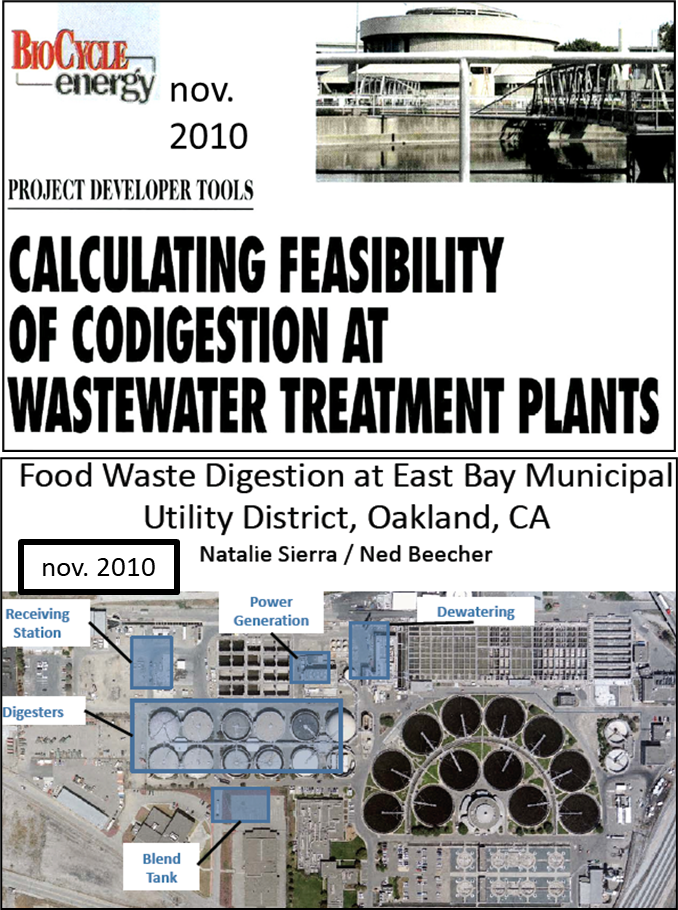 BIOCYCLE
energy
nov.
2010
PROJECT DEVELOPER TOOLS
CALCULATING FEASIBILITY
OF CODIGESTION AT
WASTEWATER TREATMENT PLANTS
Food Waste Digestion at East Bay Municipal
Utility District, Oakland, CA
Natalie Sierra / Ned Beecher
nov. 2010
Receiving
Station
Power
Generation
Dewatering
Digesters
Blend
Tank